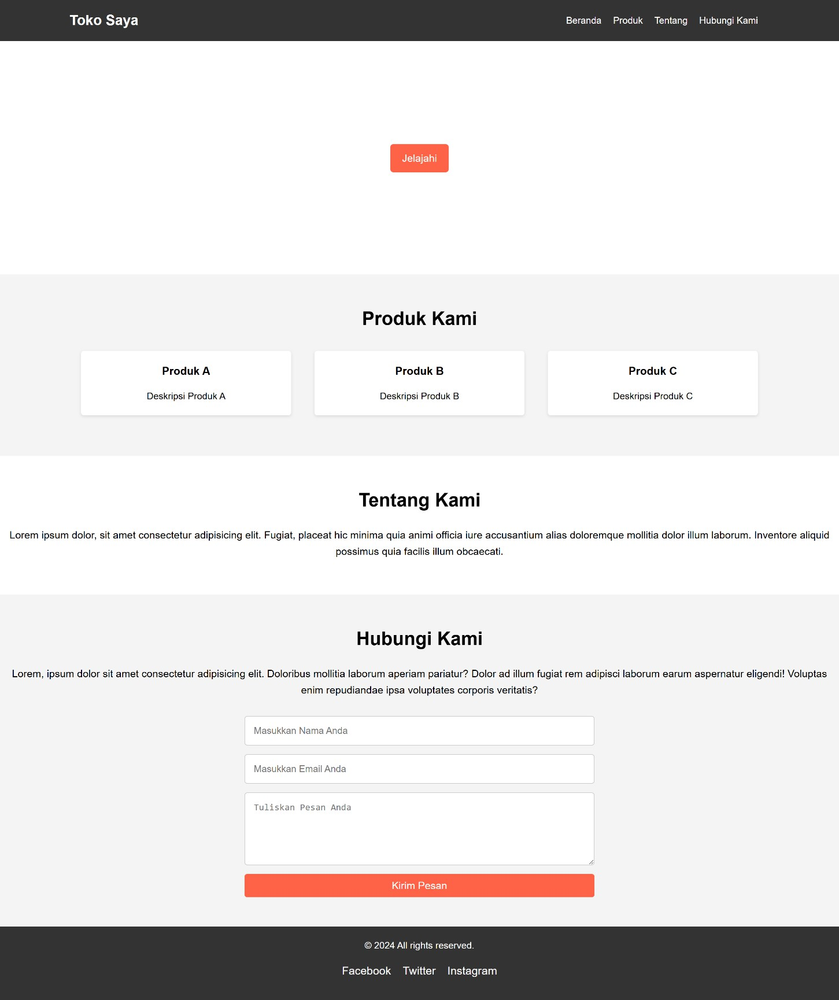 Toko Saya
Beranda Produk Tentang Hubungi Kami
Jelajahi
Produk Kami
Produk A
Deskripsi Produk A
Produk B
Deskripsi Produk B
Produk C
Deskripsi Produk C
Tentang Kami
Lorem ipsum dolor, sit amet consectetur adipisicing elit. Fugiat, placeat hic minima quia animi officia iure accusantium alias doloremque mollitia dolor illum laborum. Inventore aliquid
possimus quia facilis illum obcaecati.
Hubungi Kami
Lorem, ipsum dolor sit amet consectetur adipisicing elit. Doloribus mollitia laborum aperiam pariatur? Dolor ad illum fugiat rem adipisci laborum earum aspernatur eligendi! Voluptas
enim repudiandae ipsa voluptates corporis veritatis?
Masukkan Nama Anda
Masukkan Email Anda
Tuliskan Pesan Anda
Kirim Pesan
© 2024 All rights reserved.
Facebook Twitter Instagram